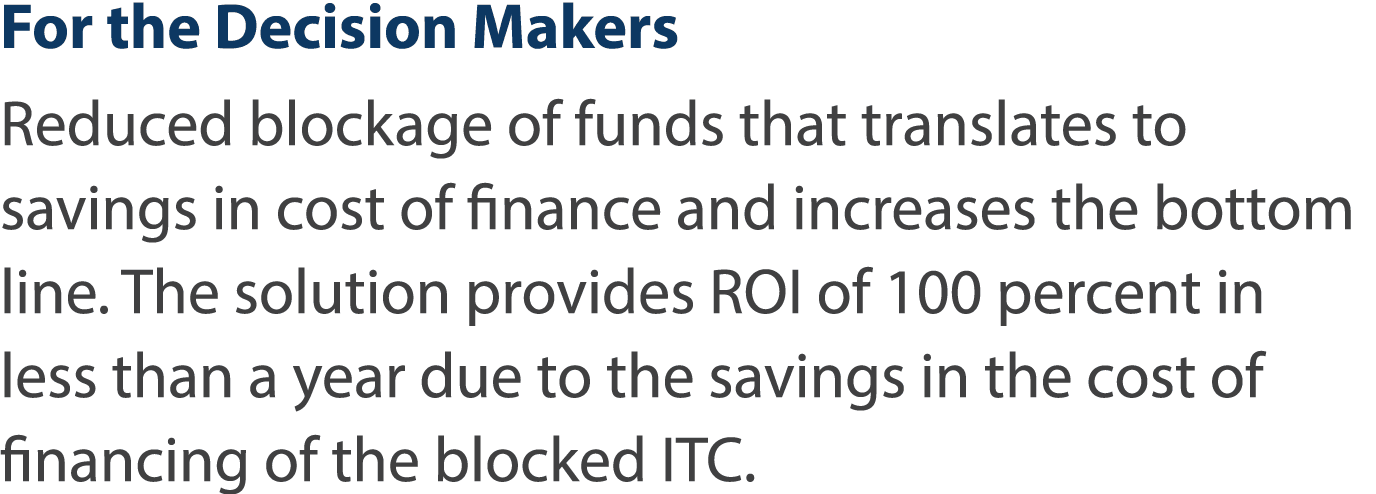 For the Decision Makers
Reduced blockage of funds that translates to
savings in cost of finance and increases the bottom
line. The solution provides ROI of 100 percent in
less than a year due to the savings in the cost of
financing of the blocked ITC.